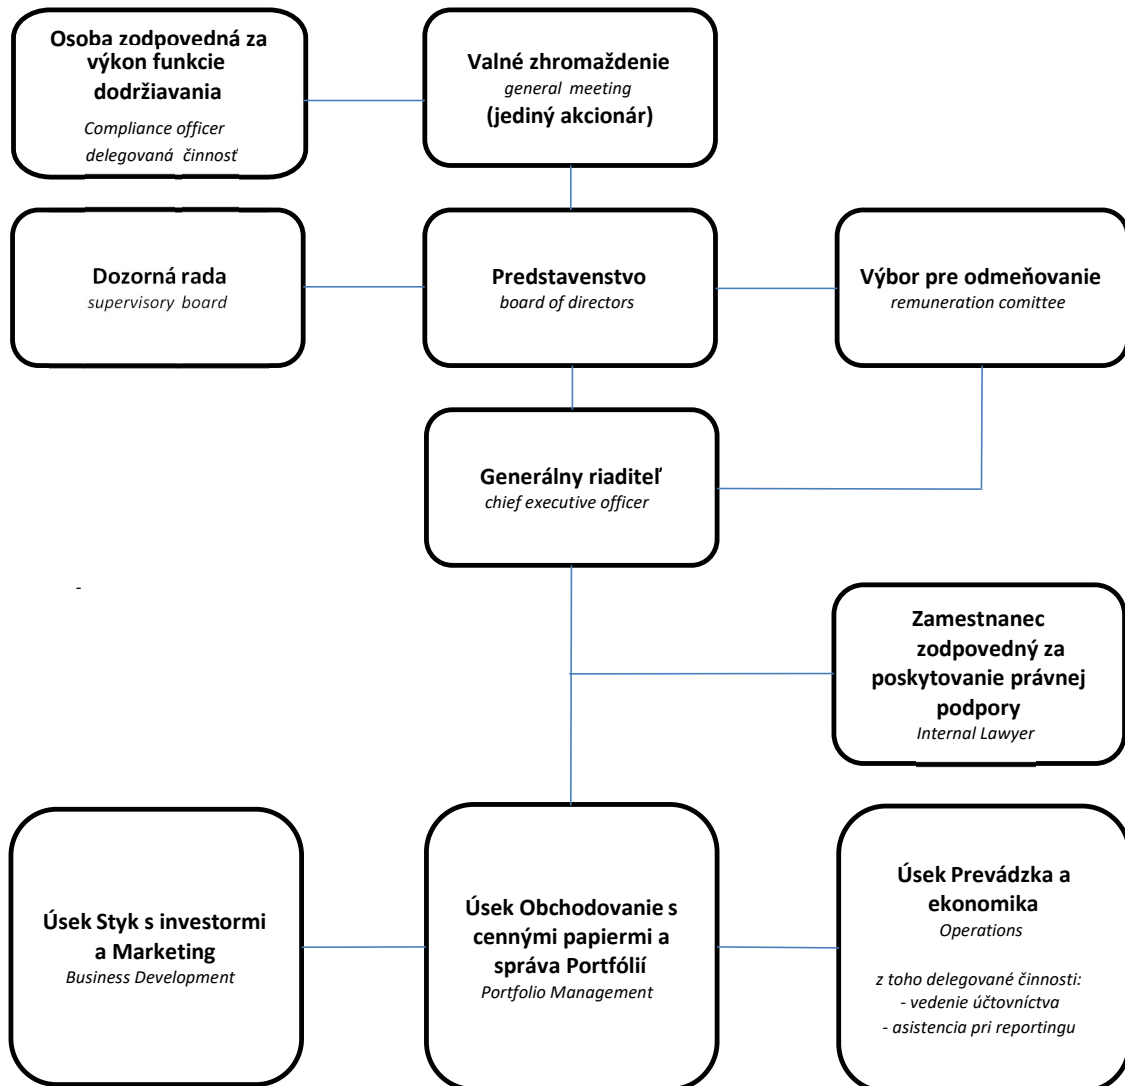 Osoba zodpovedná za
výkon funkcie
dodržiavania
Compliance officer
delegovaná činnosť
Valné zhromaždenie
general meeting
(jediný akcionár)
Dozorná rada
supervisory board
Predstavenstvo
board of directors
Výbor pre odmeňovanie
remuneration comittee
Generálny riaditeľ
chief executive officer
-
Zamestnanec
zodpovedný za
poskytovanie právnej
podpory
Internal Lawyer
Úsek Styk s investormi
a Marketing
Business Development
Úsek Obchodovanie s
cennými papiermi a
správa Portfólií
Portfolio Management
Úsek Prevádzka a
ekonomika
Operations
z toho delegované činnosti:
- vedenie účtovníctva
- asistencia pri reportingu